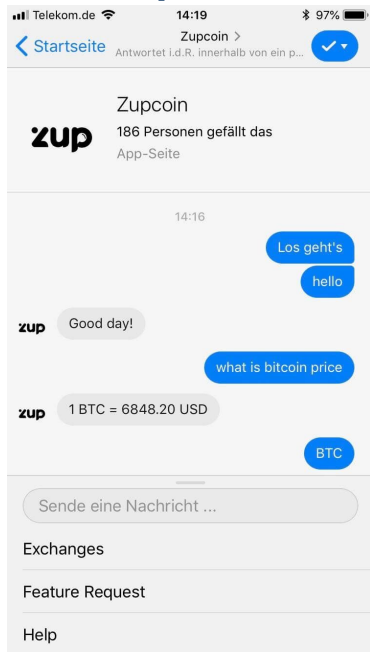 Telekom.de 14:19 97%
Startseite
Zupcoin >
Antwortet i.d.R. innerhalb von ein p...
Zupcoin
zup
186 Personen gefällt das
App-Seite
14:16
Los geht's
hello
zup Good day!
what is bitcoin price
zup 1 BTC = 6848.20 USD
BTC
Sende eine Nachricht ...
Exchanges
Feature Request
Help